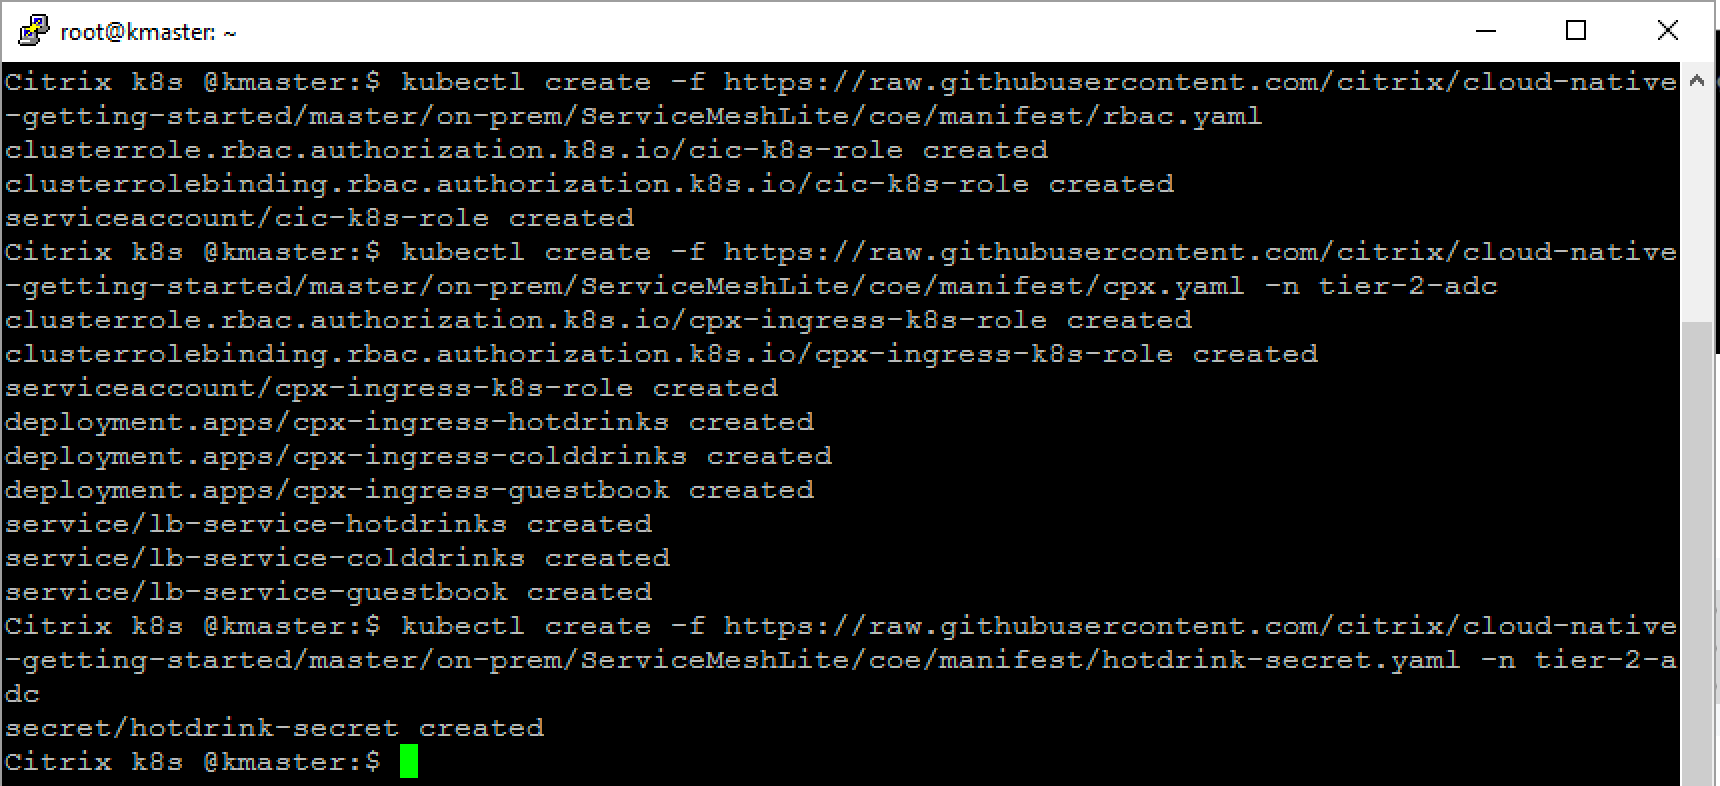 root@kmaster: ~
Citrix k8s @kmaster:$ kubectl create -f https://raw.githubusercontent.com/citrix/cloud-native
-getting-started/master/on-prem/ServiceMeshLite/coe/manifest/rbac.yaml
clusterrole.rbac.authorization.k8s.io/cic-k8s-role created
clusterrolebinding.rbac.authorization.k8s.io/cic-k8s-role created
serviceaccount/cic-k8s-role created
Citrix k8s @kmaster:$ kubectl create -f https://raw.githubusercontent.com/citrix/cloud-native
-getting-started/master/on-prem/ServiceMeshLite/coe/manifest/cpx.yaml -n tier-2-adc
clusterrole.rbac.authorization.k8s.io/cpx-ingress-k8s-role created
clusterrolebinding.rbac.authorization.k8s.io/cpx-ingress-k8s-role created
serviceaccount/cpx-ingress-k8s-role created
deployment.apps/cpx-ingress-hotdrinks created
deployment.apps/cpx-ingress-colddrinks created
deployment.apps/cpx-ingress-guestbook created
service/lb-service-hotdrinks created
service/lb-service-colddrinks created
service/lb-service-guestbook created
Citrix k8s @kmaster:$ kubectl create -f https://raw.githubusercontent.com/citrix/cloud-native
-getting-started/master/on-prem/ServiceMeshLite/coe/manifest/hotdrink-secret.yaml -n tier-2-a
dc
secret/hotdrink-secret created
Citrix k8s @kmaster:$